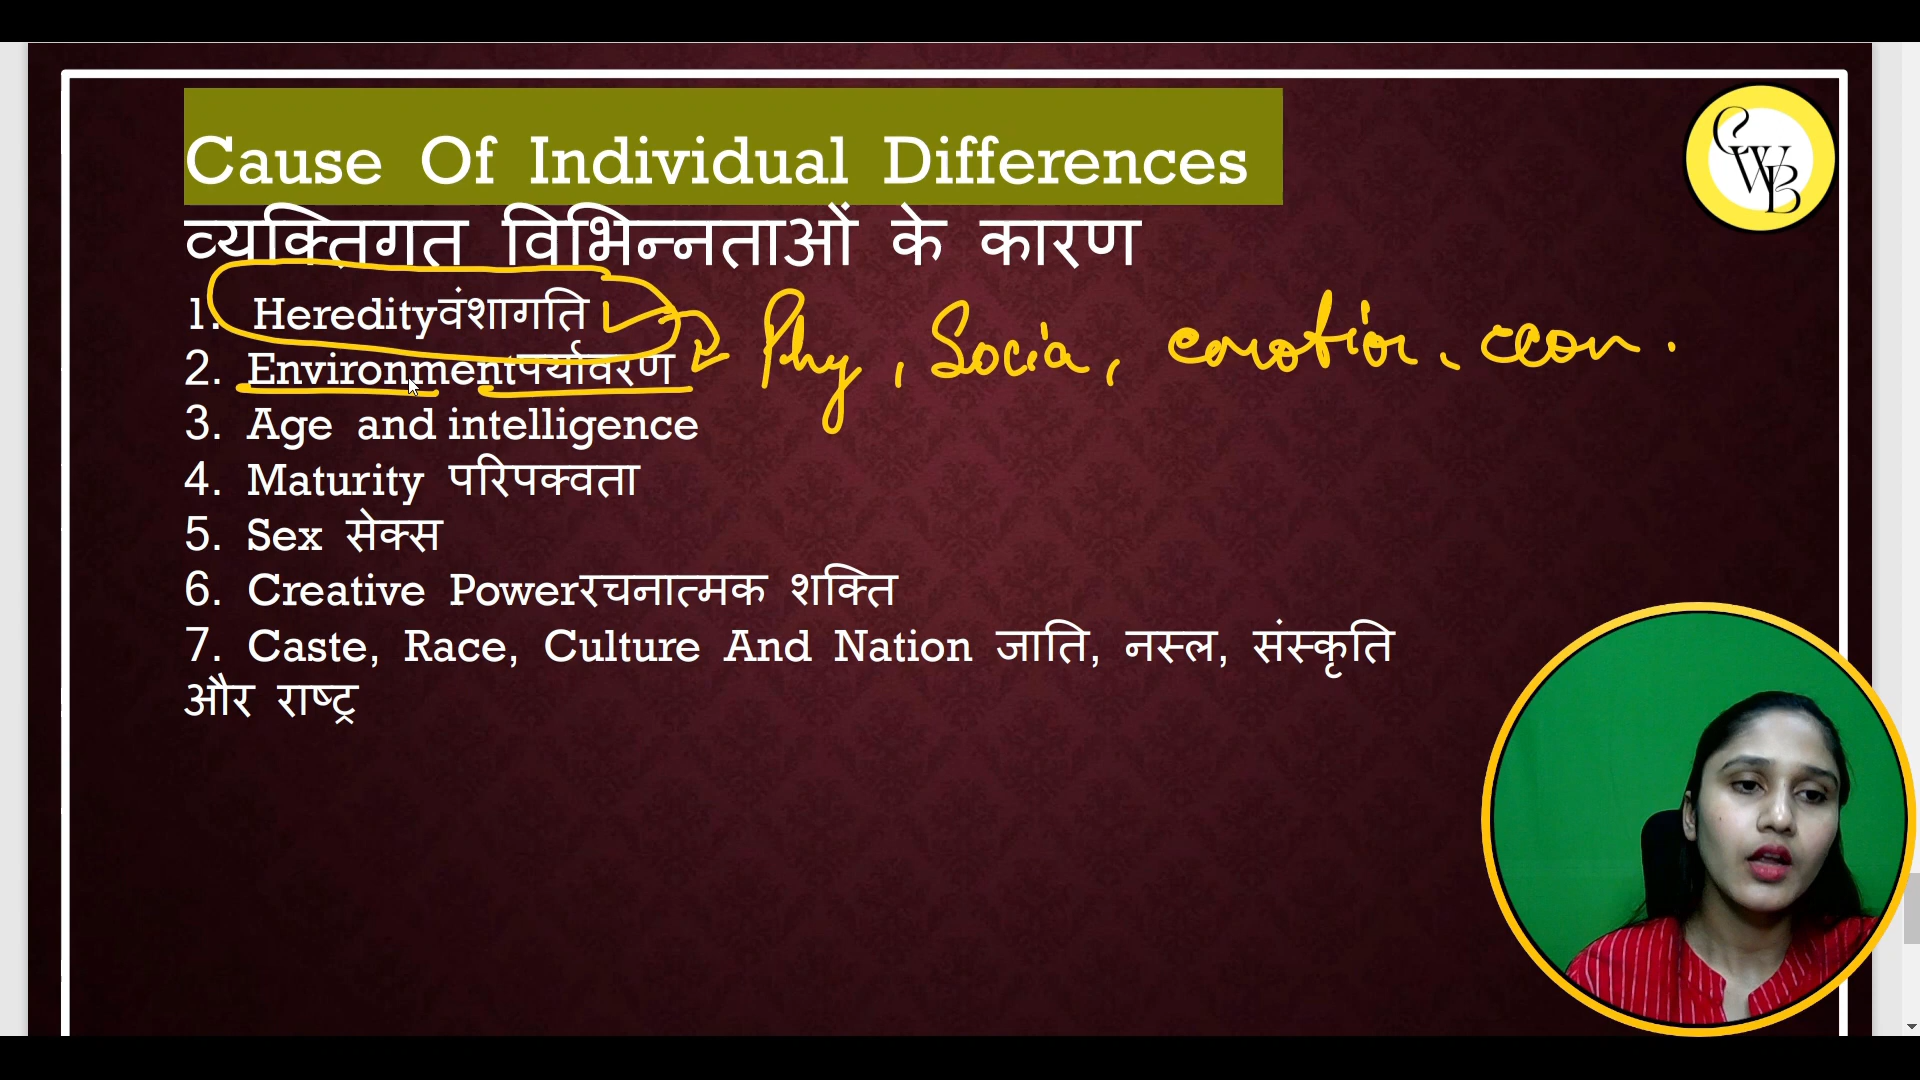 Cause Of Individual Differences
व्यक्तिगत विभिन्नताओं के कारण
1. Heredityवंशागति
2. Environmentपर्यावरण
Phy, Socia, emotion, econ.
3. Age and intelligence
4. Maturity परिपक्वता
5. Sex सेक्स
6. Creative Powerरचनात्मक शक्ति
7. Caste, Race, Culture And Nation जाति, नस्ल, संस्कृति
और राष्ट्र
CWB